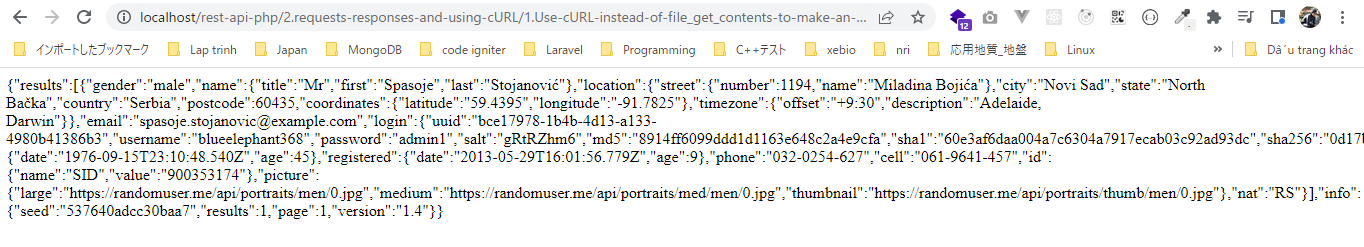 localhost/rest-api-php/2.requests-responses-and-using-cURL/1.Use-cURL-instead-of-file_get_contents-to-make-an-...
12
インポートしたブックマーク Lap trinh Japan MongoDB code igniter Laravel Programming C++テスト xebio nri 応用地質_地盤 Linux » Dấu trang khác
{"results":[{"gender":"male","name":{"title":"Mr","first":"Spasoje","last":"Stojanović"},"location":{"street":{"number":1194,"name":"Miladina Bojića"},"city":"Novi Sad","state":"North
Bačka","country":"Serbia","postcode":60435,"coordinates":{"latitude":"59.4395","longitude":"-91.7825"},"timezone":{"offset":"+9:30","description":"Adelaide,
Darwin"}},"email":"spasoje.stojanovic@example.com","login":{"uuid":"bce17978-1b4b-4d13-a133-
4980b41386b3","username":"blueelephant368","password":"admin1","salt":"gRtRZhm6","md5":"8914ff6099ddd1d1163e648c2a4e9cfa","sha1":"60e3af6daa004a7c6304a7917ecab03c92ad93dc","sha256":"0d17
{"date":"1976-09-15T23:10:48.540Z","age":45},"registered":{"date":"2013-05-29T16:01:56.779Z","age":9},"phone":"032-0254-627","cell":"061-9641-457","id":
{"name":"SID","value":"900353174"},"picture":
{"large":"https://randomuser.me/api/portraits/men/0.jpg","medium":"https://randomuser.me/api/portraits/med/men/0.jpg","thumbnail":"https://randomuser.me/api/portraits/thumb/men/0.jpg"},"nat":"RS"}],"info":
{"seed":"537640adcc30baa7","results":1,"page":1,"version":"1.4"}}